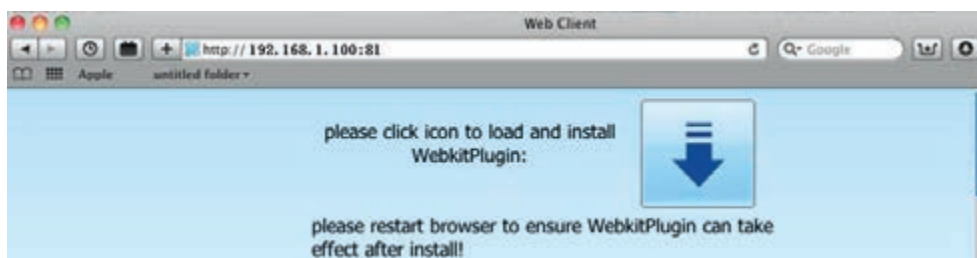 Web Client
http://192.168.1.100:81
Google
Apple untitled folder
please click icon to load and install
WebkitPlugin:
please restart browser to ensure WebkitPlugin can take
effect after install!